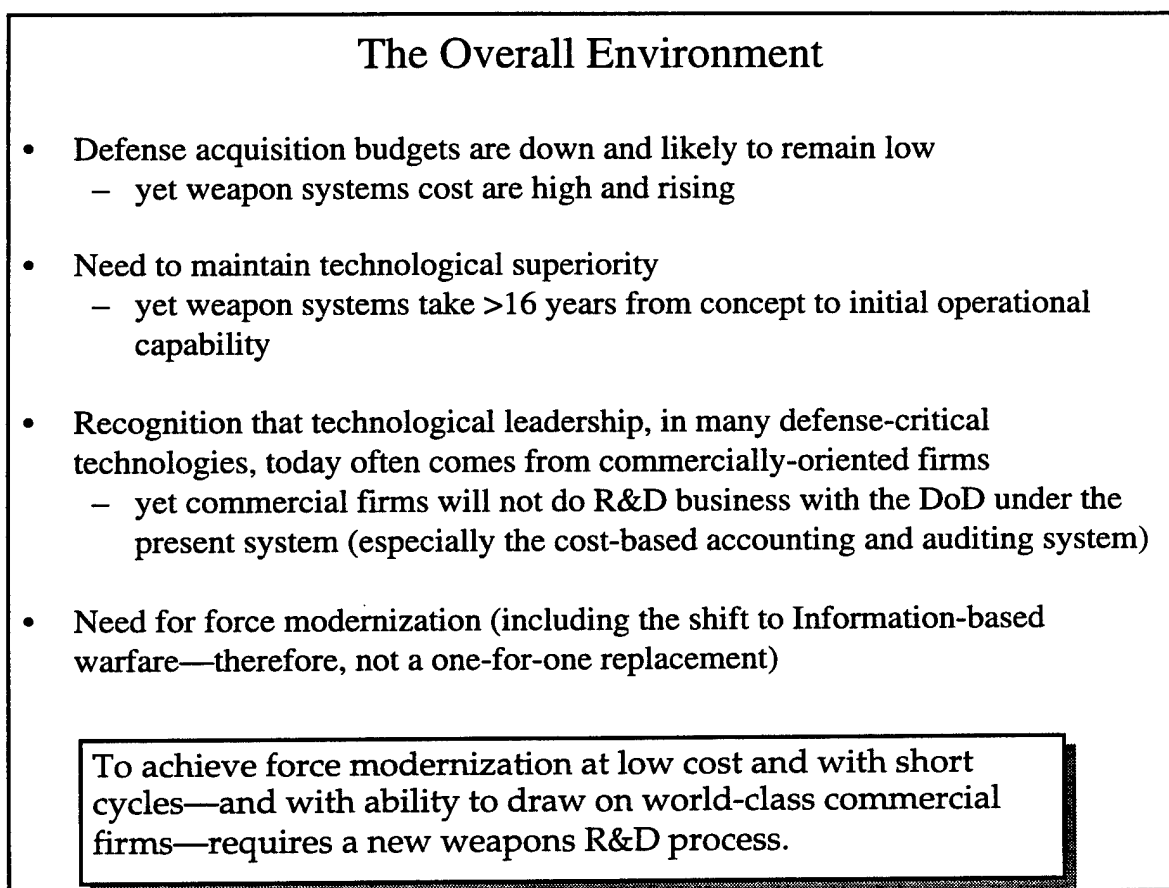 The Overall Environment
• Defense acquisition budgets are down and likely to remain low
– yet weapon systems cost are high and rising
• Need to maintain technological superiority
– yet weapon systems take >16 years from concept to initial operational
capability
• Recognition that technological leadership, in many defense-critical
technologies, today often comes from commercially-oriented firms
– yet commercial firms will not do R&D business with the DoD under the
present system (especially the cost-based accounting and auditing system)
• Need for force modernization (including the shift to Information-based
warfare—therefore, not a one-for-one replacement)
To achieve force modernization at low cost and with short
cycles—and with ability to draw on world-class commercial
firms—requires a new weapons R&D process.